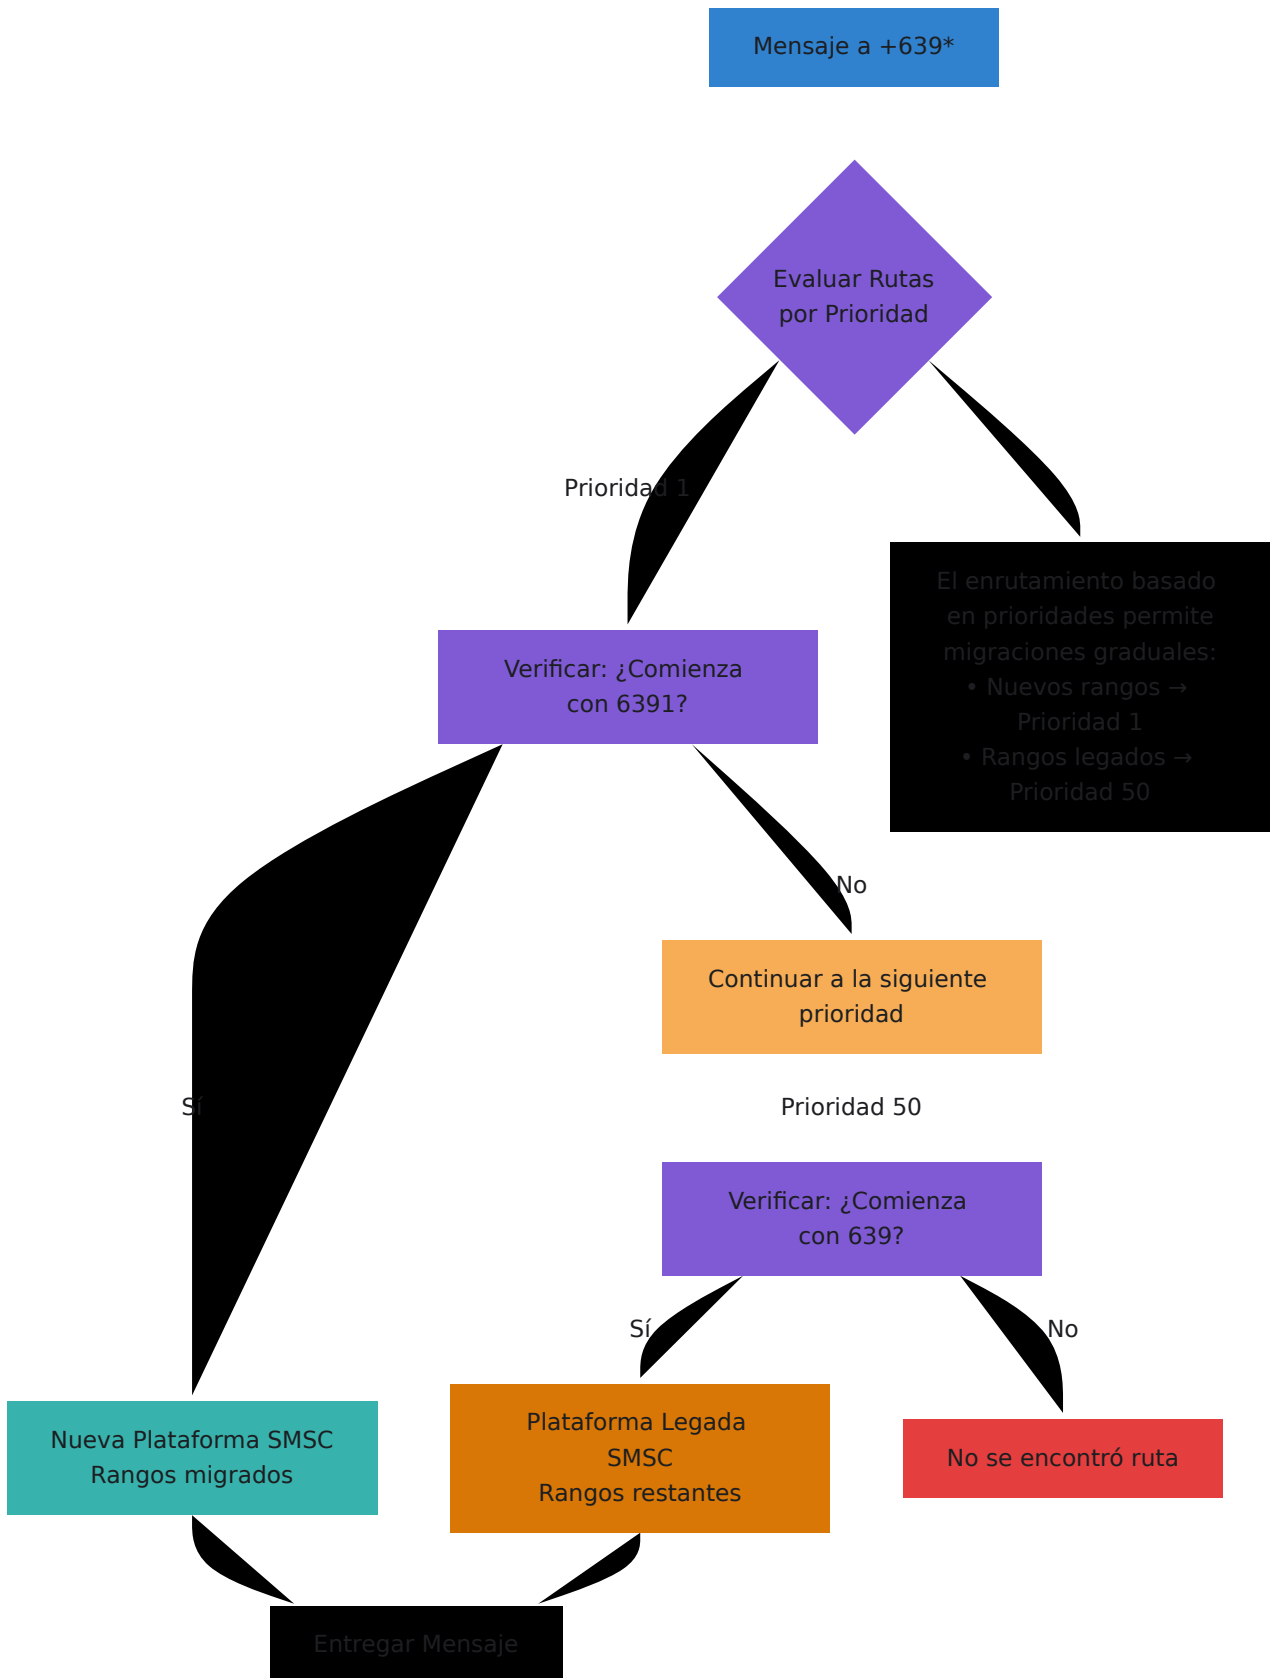 Mensaje a +639*
Evaluar Rutas
por Prioridad
Prioridad 1
El enrutamiento basado
en prioridades permite
migraciones graduales:
• Nuevos rangos →
Prioridad 1
• Rangos legados →
Prioridad 50
Verificar: ¿Comienza
con 6391?
No
Continuar a la siguiente
prioridad
Sí
Prioridad 50
Verificar: ¿Comienza
con 639?
Sí
No
Nueva Plataforma SMSC
Rangos migrados
Plataforma Legada
SMSC
Rangos restantes
No se encontró ruta
Entregar Mensaje